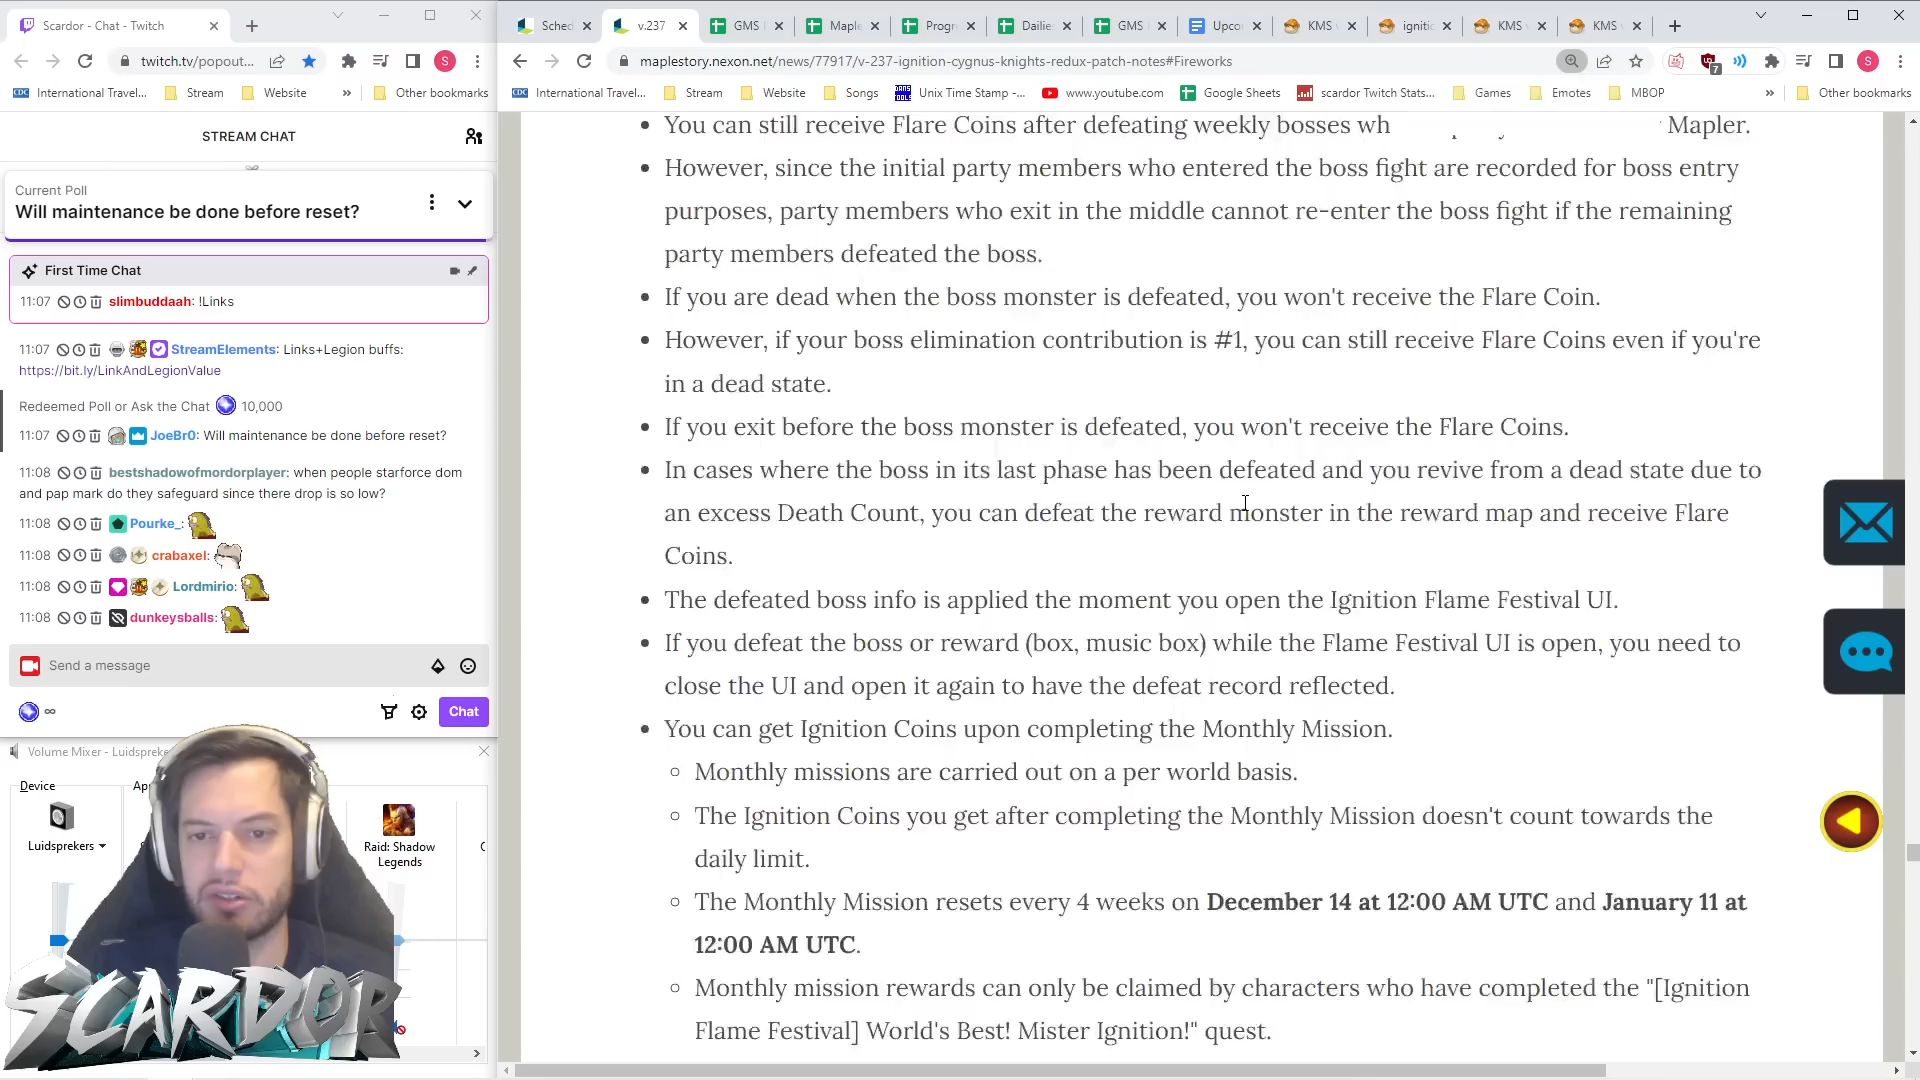 Scardor - Chat - Twitch
Sched
v.237
GMS
Maple
Progr
Dailie
GMS
Upco
KMS v
igniti
KMS v
KMS v
twitch.tv/popout...
S
maplestory.nexon.net/news/77917/v-237-ignition-cygnus-knights-redux-patch-notes#Fireworks
7
S
CDC International Travel...
Stream
Website
»
Other bookmarks
CDC International Travel...
Stream
Website
Songs
Unix Time Stamp -...
www.youtube.com
Google Sheets
scardor Twitch Stats...
Games
Emotes
MBOP
»
Other bookmarks
STREAM CHAT
Current Poll
Will maintenance be done before reset?
First Time Chat
11:07 slimbuddaah: !Links
11:07 StreamElements: Links+Legion buffs:
https://bit.ly/LinkAndLegionValue
Redeemed Poll or Ask the Chat 10,000
11:07 JoeBr0: Will maintenance be done before reset?
11:08 bestshadowofmordorplayer: when people starforce dom
and pap mark do they safeguard since there drop is so low?
11:08 Pourke_:
11:08 crabaxel:
11:08 Lordmirio:
11:08 dunkeysballs:
Send a message
∞
Chat
Volume Mixer - Luidspreke
Device
Ap
Luidsprekers
Raid: Shadow
Legends
SCARDOR
You can still receive Flare Coins after defeating weekly bosses wh Mapler.
However, since the initial party members who entered the boss fight are recorded for boss entry
purposes, party members who exit in the middle cannot re-enter the boss fight if the remaining
party members defeated the boss.
If you are dead when the boss monster is defeated, you won't receive the Flare Coin.
However, if your boss elimination contribution is #1, you can still receive Flare Coins even if you're
in a dead state.
If you exit before the boss monster is defeated, you won't receive the Flare Coins.
In cases where the boss in its last phase has been defeated and you revive from a dead state due to
an excess Death Count, you can defeat the reward monster in the reward map and receive Flare
Coins.
The defeated boss info is applied the moment you open the Ignition Flame Festival UI.
If you defeat the boss or reward (box, music box) while the Flame Festival UI is open, you need to
close the UI and open it again to have the defeat record reflected.
You can get Ignition Coins upon completing the Monthly Mission.
Monthly missions are carried out on a per world basis.
The Ignition Coins you get after completing the Monthly Mission doesn't count towards the
daily limit.
The Monthly Mission resets every 4 weeks on December 14 at 12:00 AM UTC and January 11 at
12:00 AM UTC.
Monthly mission rewards can only be claimed by characters who have completed the "[Ignition
Flame Festival] World's Best! Mister Ignition!" quest.